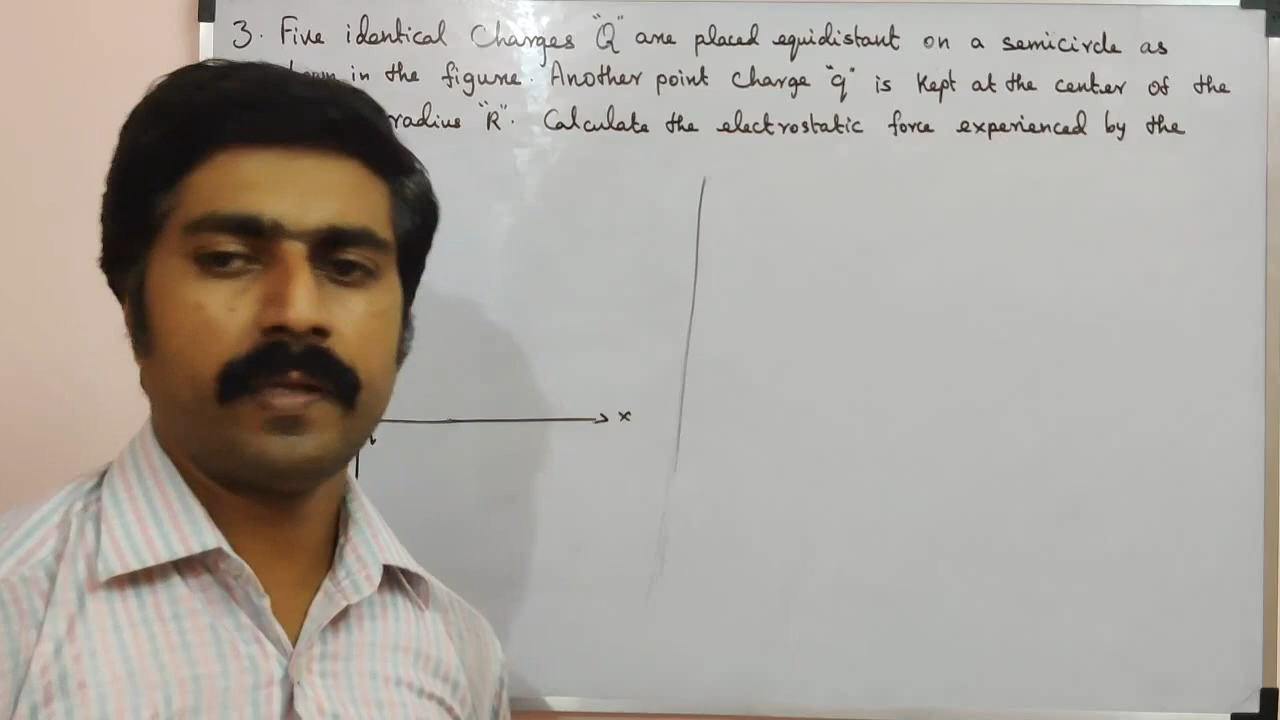 3. Five identical Charges "Q" are placed equidistant on a semicircle as
in the figure. Another point charge "q" is kept at the center of the
radius "R". Calculate the electrostatic force experienced by the
x